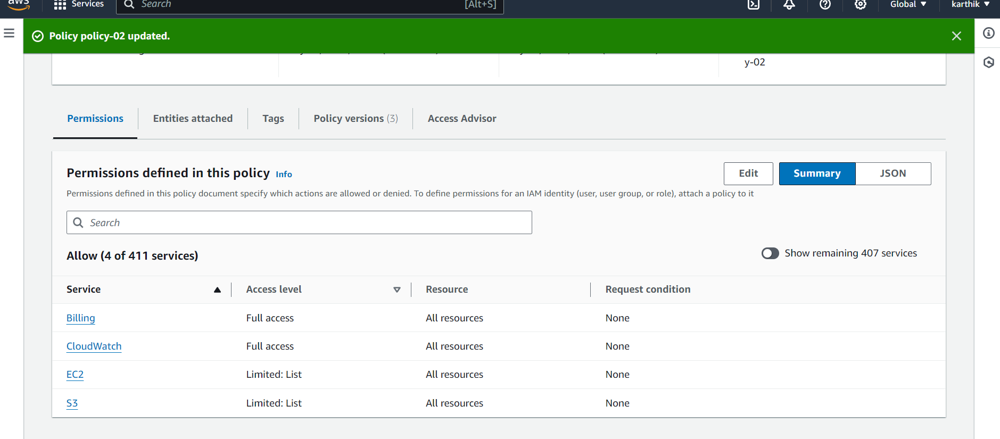 aws
Services
Search
[Alt+S]
Global
karthik
Policy policy-02 updated.
y-02
Permissions
Entities attached
Tags
Policy versions (3)
Access Advisor
Permissions defined in this policy Info
Edit
Summary
JSON
Permissions defined in this policy document specify which actions are allowed or denied. To define permissions for an IAM identity (user, user group, or role), attach a policy to it
Search
Allow (4 of 411 services)
Show remaining 407 services
Service Access level Resource Request condition
Billing Full access All resources None
CloudWatch Full access All resources None
EC2 Limited: List All resources None
S3 Limited: List All resources None